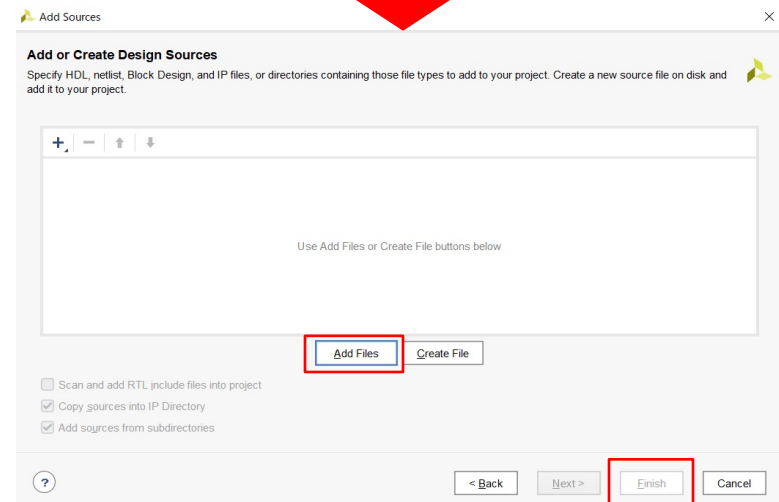 Add Sources
Add or Create Design Sources
Specify HDL, netlist, Block Design, and IP files, or directories containing those file types to add to your project. Create a new source file on disk and
add it to your project.
Use Add Files or Create File buttons below
Add Files Create File
Scan and add RTL include files into project
Copy sources into IP Directory
Add sources from subdirectories
? < Back Next > Finish Cancel